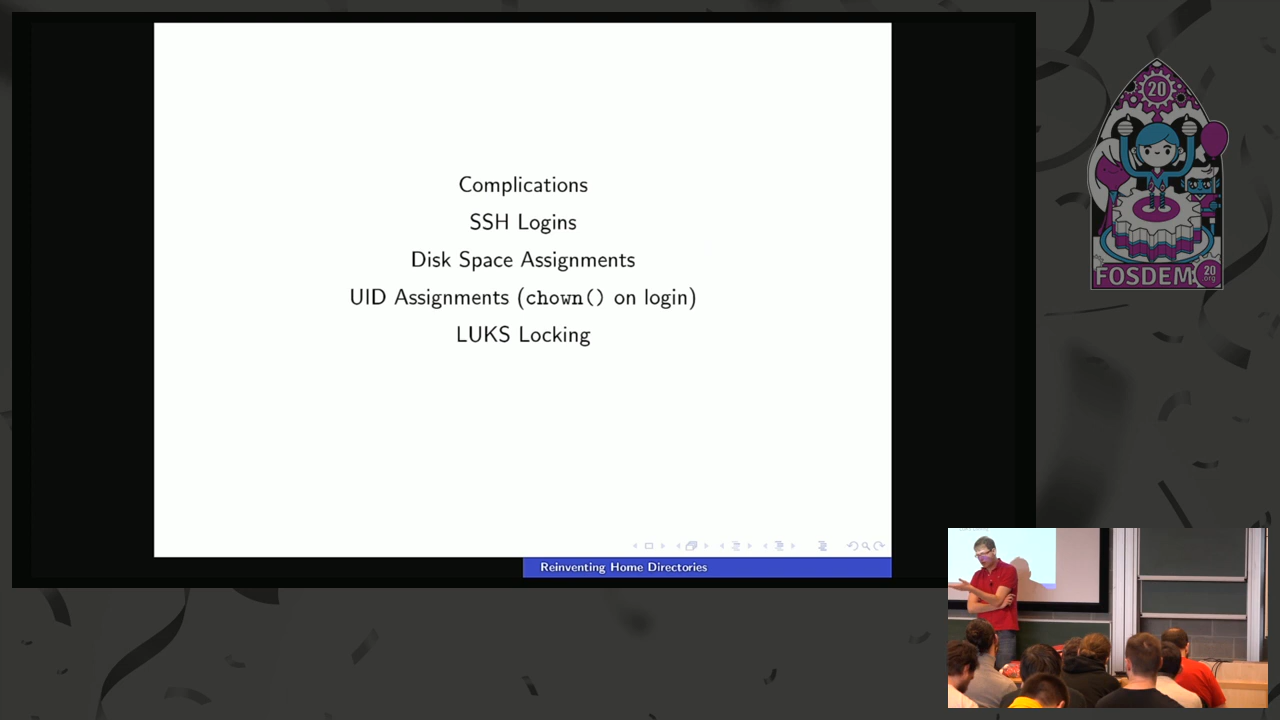 Complications
SSH Logins
Disk Space Assignments
UID Assignments (chown() on login)
LUKS Locking
Reinventing Home Directories
20
FOSDEM
20
.org